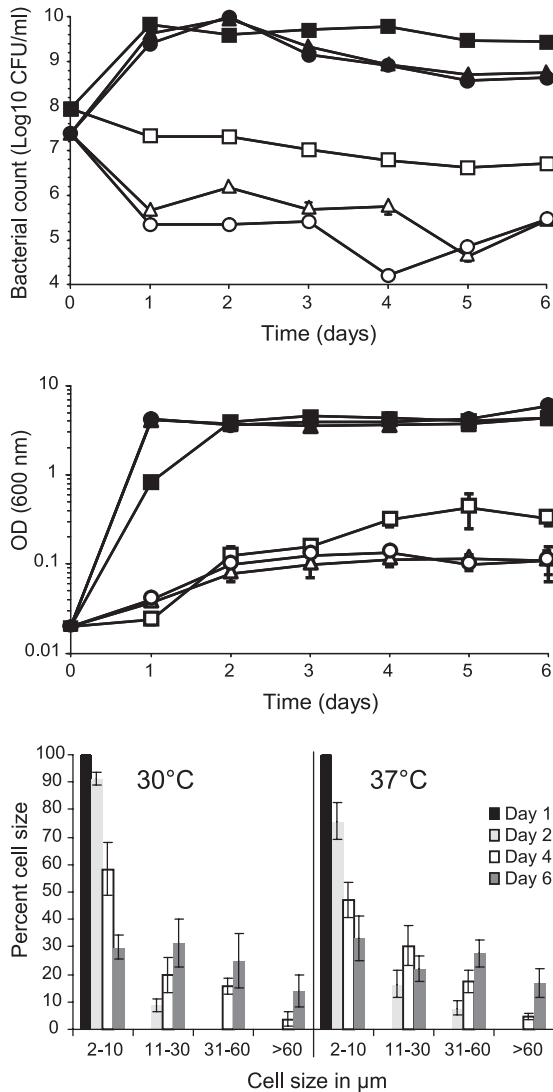 Bacterial count (Log10 CFU/ml)
10
9
8
7
6
5
4
0 1 2 3 4 5 6
Time (days)
OD (600 nm)
10
1
0.1
0.01
0 1 2 3 4 5 6
Time (days)
Percent cell size
100
90
80
70
60
50
40
30
20
10
0
30°C
37°C
Day 1
Day 2
Day 4
Day 6
2-10 11-30 31-60 >60 2-10 11-30 31-60 >60
Cell size in µm